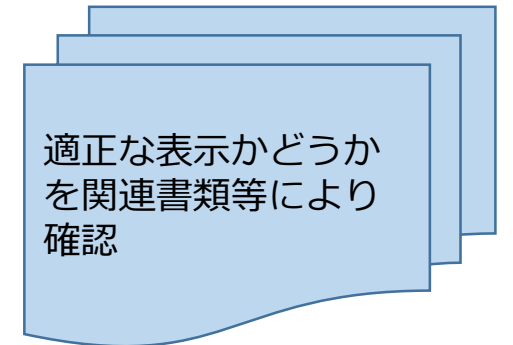 適正な表示かどうか
を関連書類等により
確認